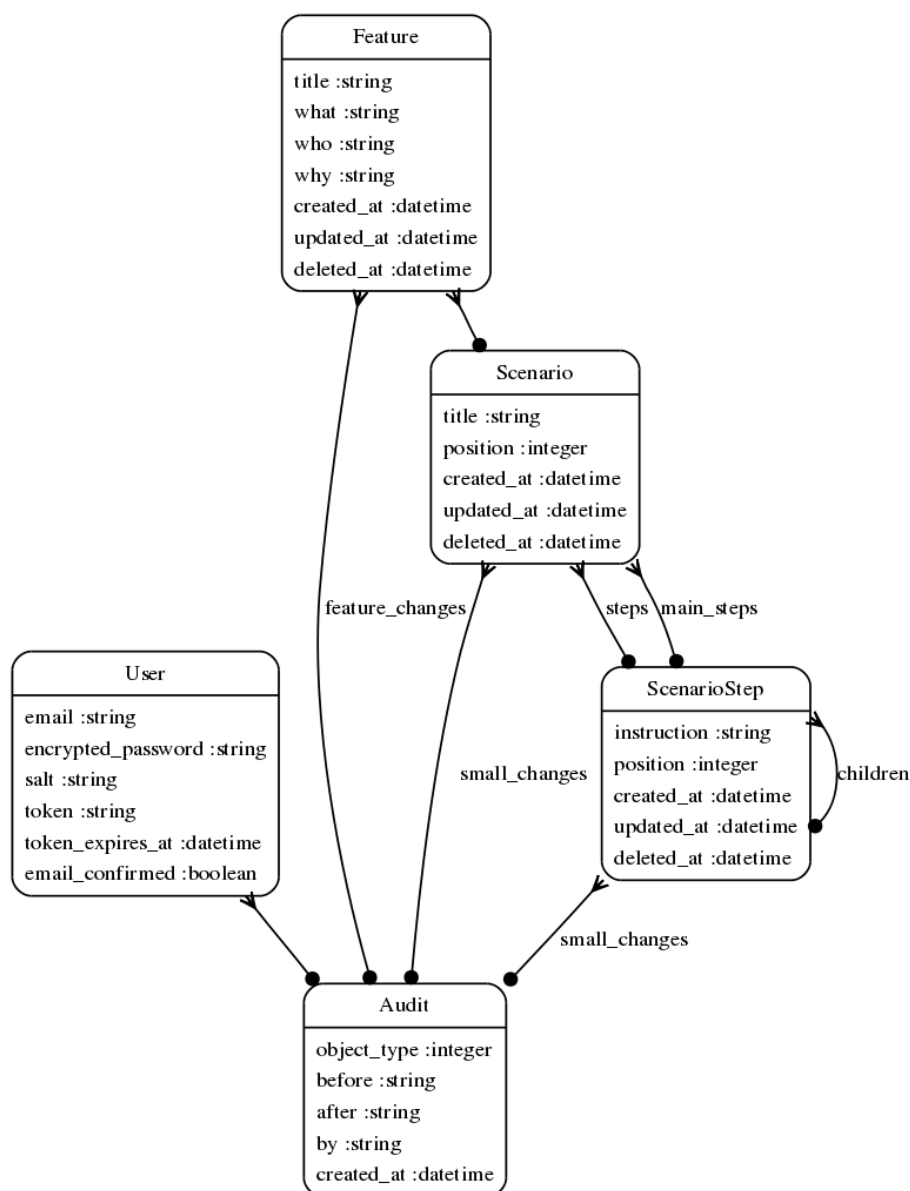 Feature
title :string
what :string
who :string
why :string
created_at :datetime
updated_at :datetime
deleted_at :datetime
Scenario
title :string
position :integer
created_at :datetime
updated_at :datetime
deleted_at :datetime
feature_changes
steps
main_steps
User
email :string
encrypted_password :string
salt :string
token :string
token_expires_at :datetime
email_confirmed :boolean
small_changes
ScenarioStep
instruction :string
position :integer
created_at :datetime
updated_at :datetime
deleted_at :datetime
children
small_changes
Audit
object_type :integer
before :string
after :string
by :string
created_at :datetime